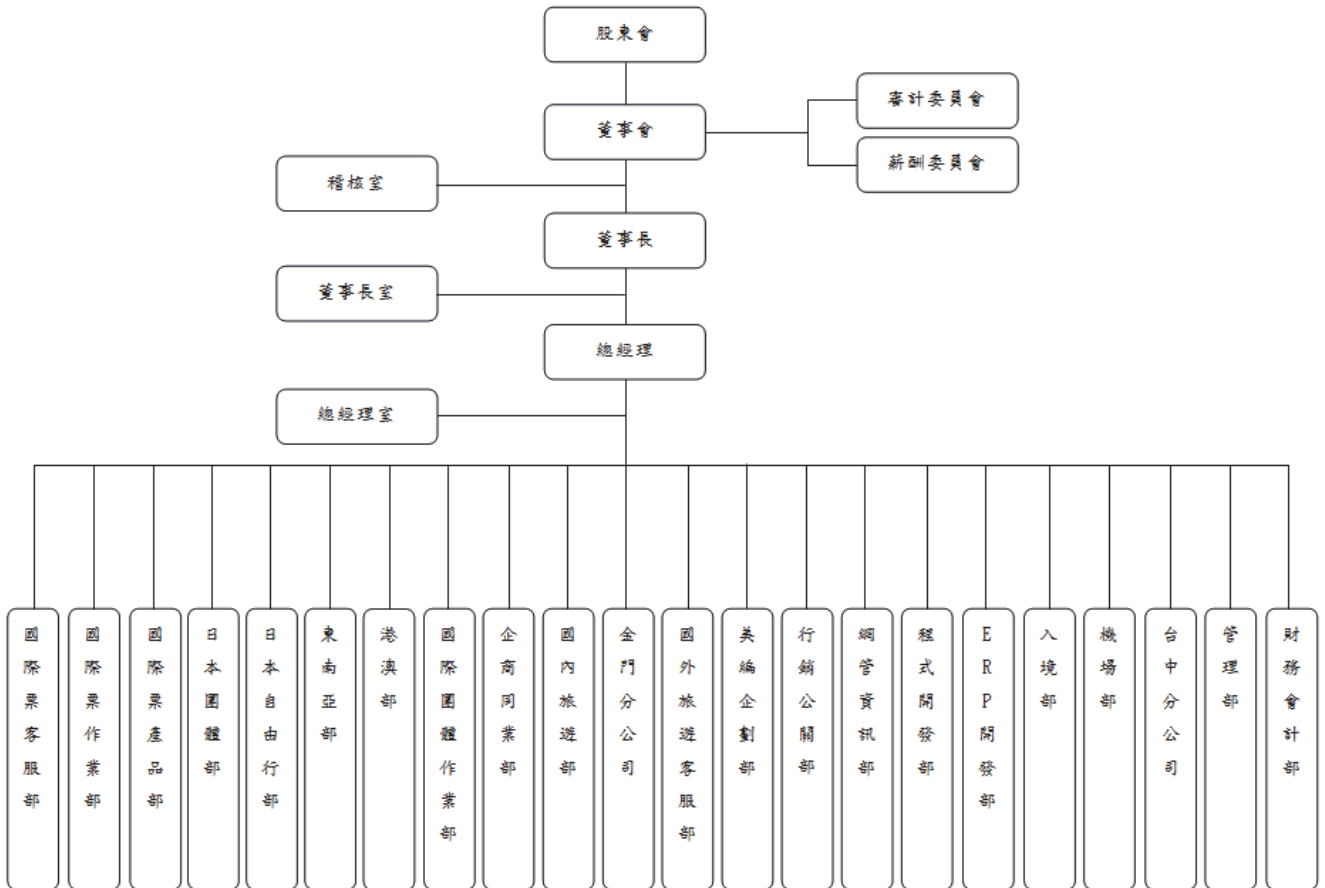 股東會
董事會
審計委員會
薪酬委員會
稽核室
董事長
董事長室
總經理
總經理室
國際票客服部
國際票作業部
國際票產品部
日本團體部
日本自由行部
東南亞部
港澳部
國際團體作業部
企商同業部
國內旅遊部
金門分公司
國外旅遊客服部
美編企劃部
行銷公關部
網管資訊部
程式開發部
ERP開發部
入境部
機場部
台中分公司
管理部
財務會計部